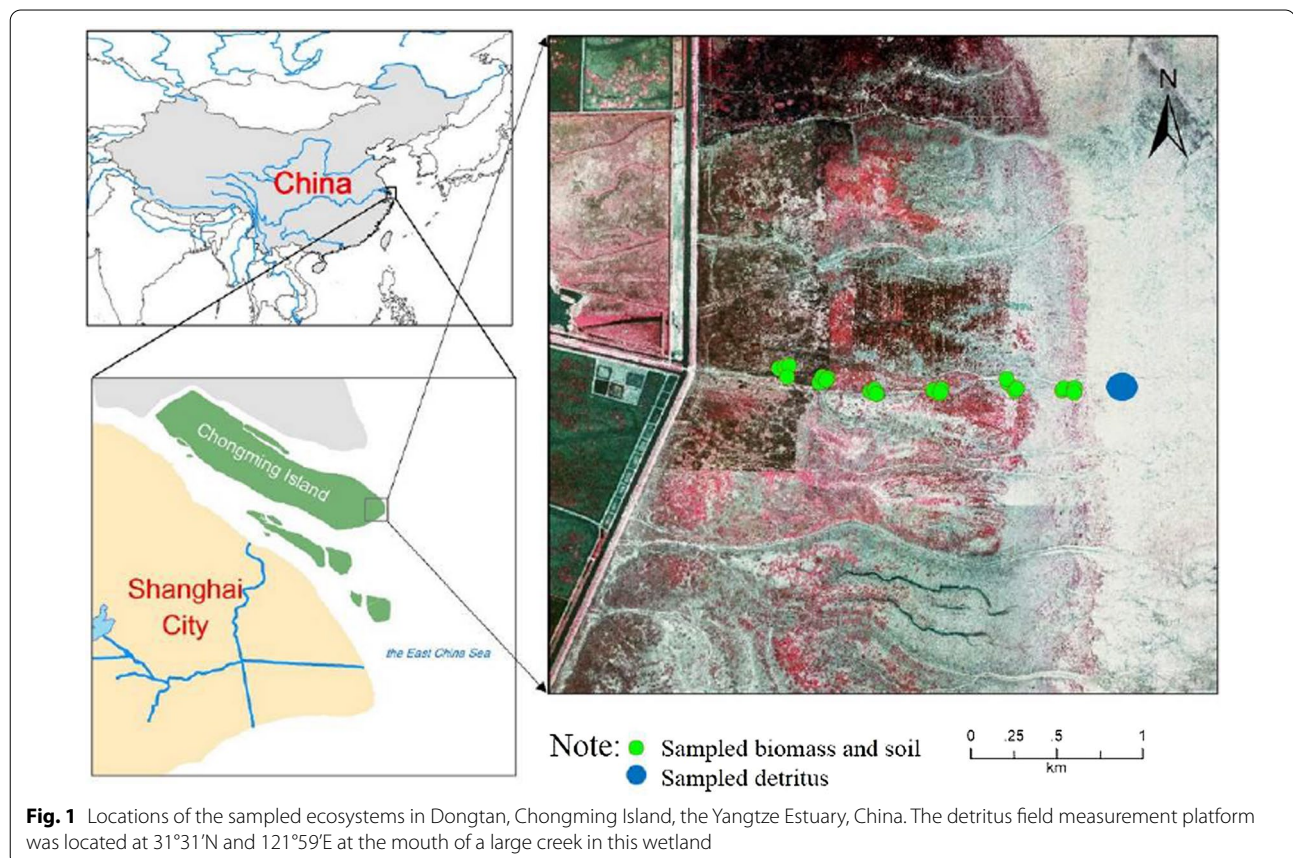 China
Chongming Island
Shanghai
City
the East China Sea
N
Note: Sampled biomass and soil
Sampled detritus
0 .25 .5 1
km
Fig. 1 Locations of the sampled ecosystems in Dongtan, Chongming Island, the Yangtze Estuary, China. The detritus field measurement platform
was located at 31°31′N and 121°59′E at the mouth of a large creek in this wetland